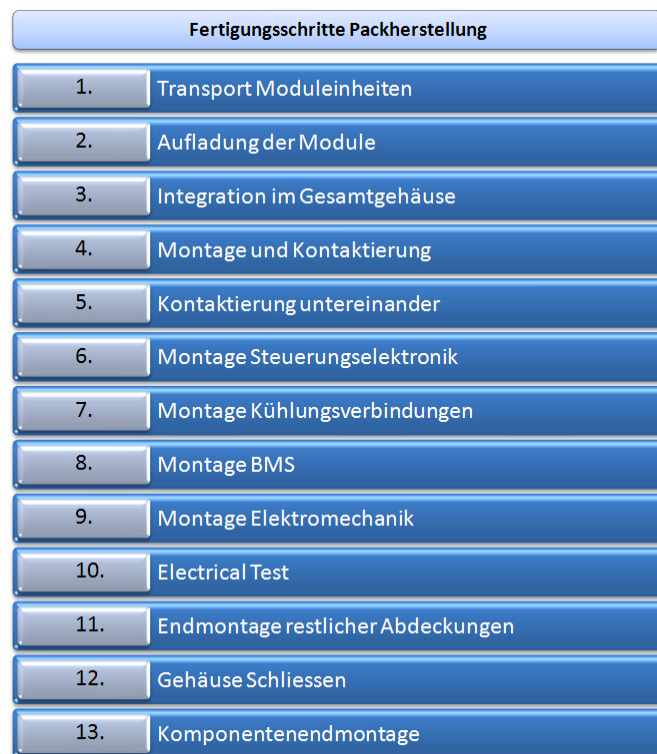 Fertigungsschritte Packherstellung
1. Transport Moduleinheiten
2. Aufladung der Module
3. Integration im Gesamtgehäuse
4. Montage und Kontaktierung
5. Kontaktierung untereinander
6. Montage Steuerungselektronik
7. Montage Kühlungsverbindungen
8. Montage BMS
9. Montage Elektromechanik
10. Electrical Test
11. Endmontage restlicher Abdeckungen
12. Gehäuse Schliessen
13. Komponentenendmontage